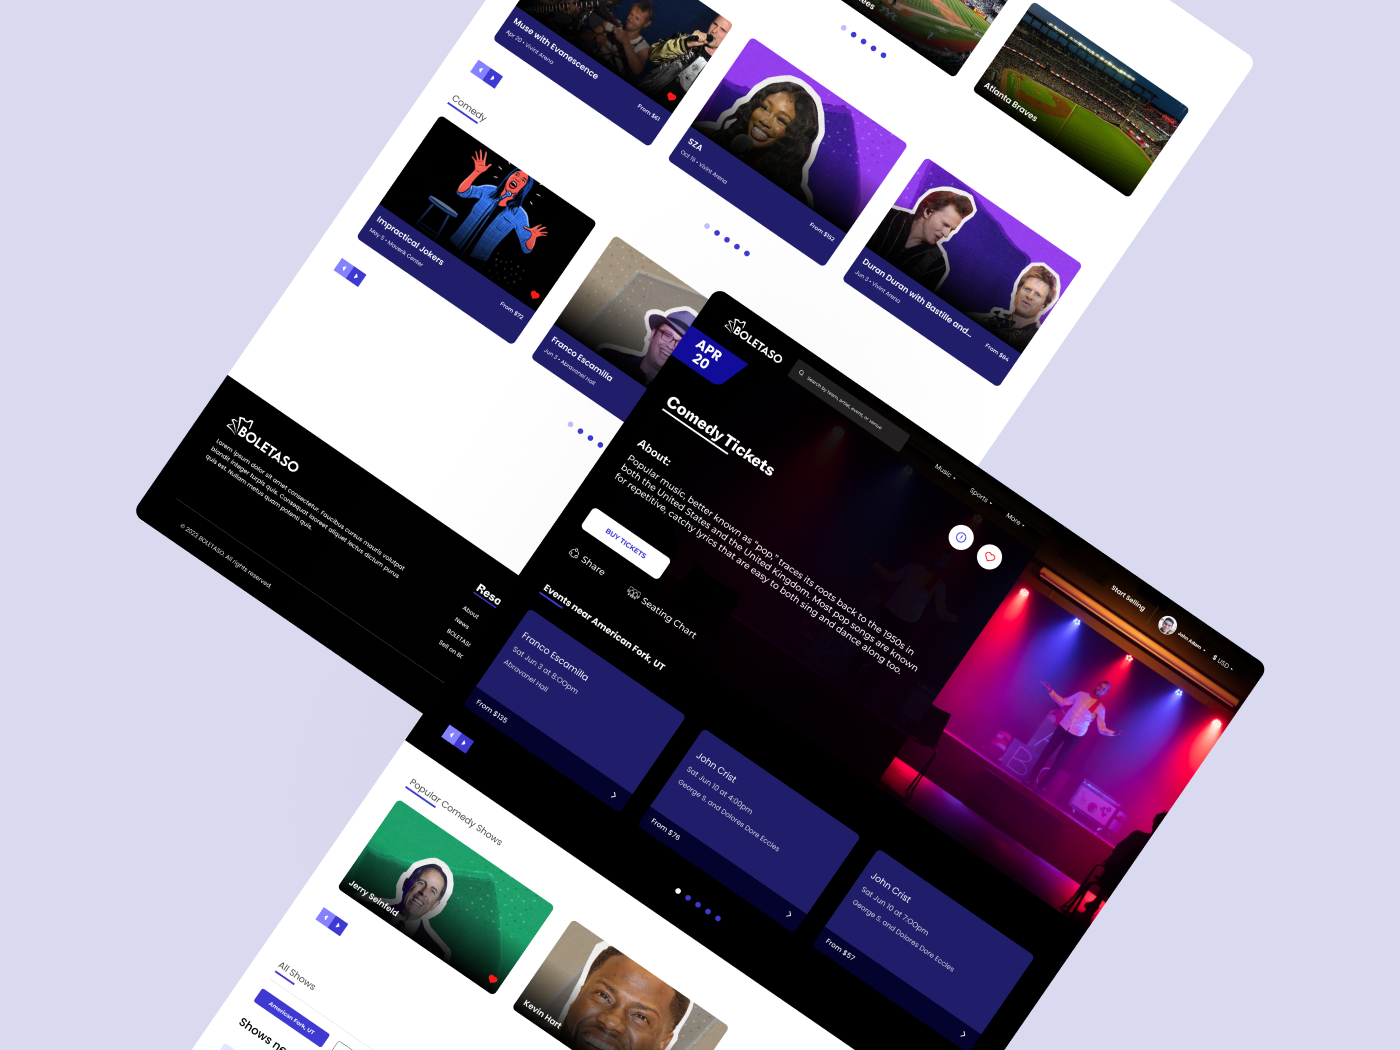 Muse with Evanescence
Apr 20 • Vivint Arena
From $61
Atlanta Braves
Comedy
SZA
Oct 18 • Vivint Arena
From $152
Impractical Jokers
May 5 • Maverik Center
From $72
Duran Duran with Bastille and...
Jun 3 • Vivint Arena
From $84
Franco Escamilla
Jun 3 • Abravanel Hall
BOLETASO
Lorem ipsum dolor sit amet consectetur. Faucibus cursus mauris volutpat
blandit integer turpis quis. Consequat laoreet aliquet lectus dictum purus
quis est. Nullam metus quam potenti quis.
© 2023 BOLETASO. All rights reserved.
Reso
About
News
BOLETAS
Sell on BO
BOLETASO
Search by team, artist, event, or venue
Music
Sports
More
Start Selling
John Adam
$ USD
APR
20
Comedy Tickets
About:
Popular music, better known as "pop," traces its roots back to the 1950s in
both the United States and the United Kingdom. Most pop songs are known
for repetitive, catchy lyrics that are easy to both sing and dance along too.
BUY TICKETS
Share
Seating Chart
Events near American Fork, UT
Franco Escamilla
Sat Jun 3 at 8:00pm
Abravanel Hall
From $135
John Crist
Sat Jun 10 at 4:00pm
George S. and Dolores Dore Eccles
From $76
John Crist
Sat Jun 10 at 7:00pm
George S. and Dolores Dore Eccles
From $57
Popular Comedy Shows
Jerry Seinfeld
Kevin Hart
All Shows
American Fork, UT
Shows ne